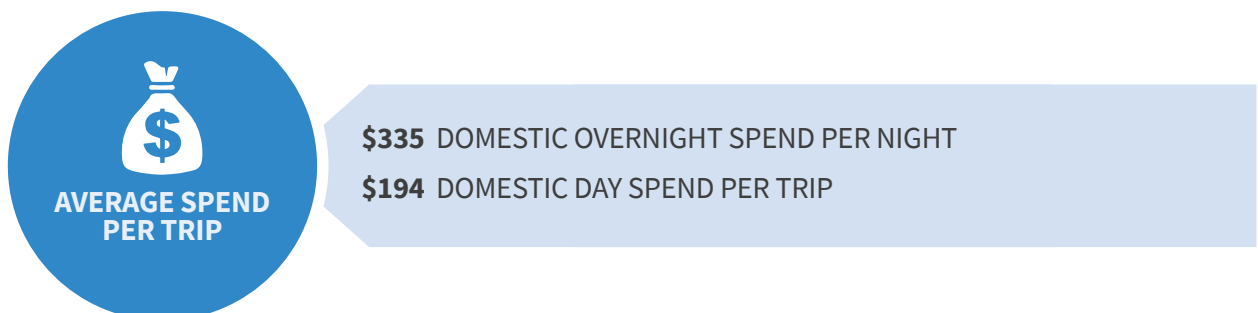 $
AVERAGE SPEND
PER TRIP
$335 DOMESTIC OVERNIGHT SPEND PER NIGHT
$194 DOMESTIC DAY SPEND PER TRIP